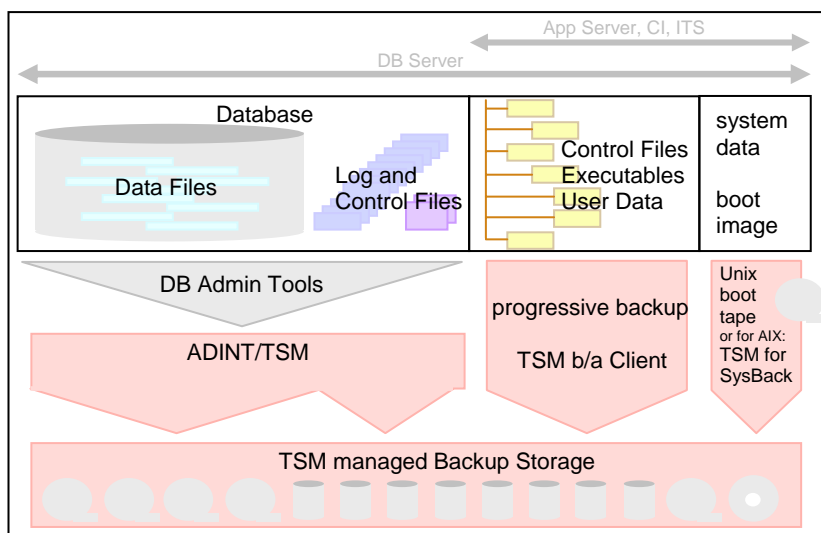 App Server, CI, ITS
DB Server
Database
Data Files
Log and
Control Files
Control Files
Executables
User Data
system
data
boot
image
DB Admin Tools
ADINT/TSM
progressive backup
TSM b/a Client
Unix
boot
tape
or for AIX:
TSM for
SysBack
TSM managed Backup Storage